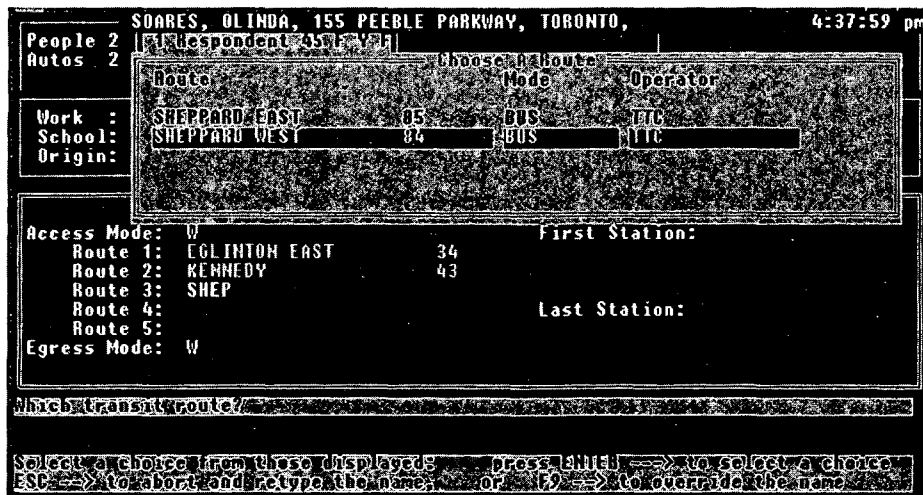 SOARES, OLINDA, 155 PEEBLE PARKWAY, TORONTO, 4:37:59 pm
People 2 1 Respondent 45 F Y F
Autos 2 Choose A Route
Route Mode Operator
Work :
SHEPPARD EAST 85 BUS TTC
School:
SHEPPARD WEST 84 BUS TTC
Origin:
Access Mode: W First Station:
Route 1: EGLINTON EAST 34
Route 2: KENNEDY 43
Route 3: SHEP
Route 4: Last Station:
Route 5:
Egress Mode: W
Which transit route?
Select a choice from those displayed: press ENTER ---> to select a choice
ESC --> to abort and retype the name, or F9 --> to override the name